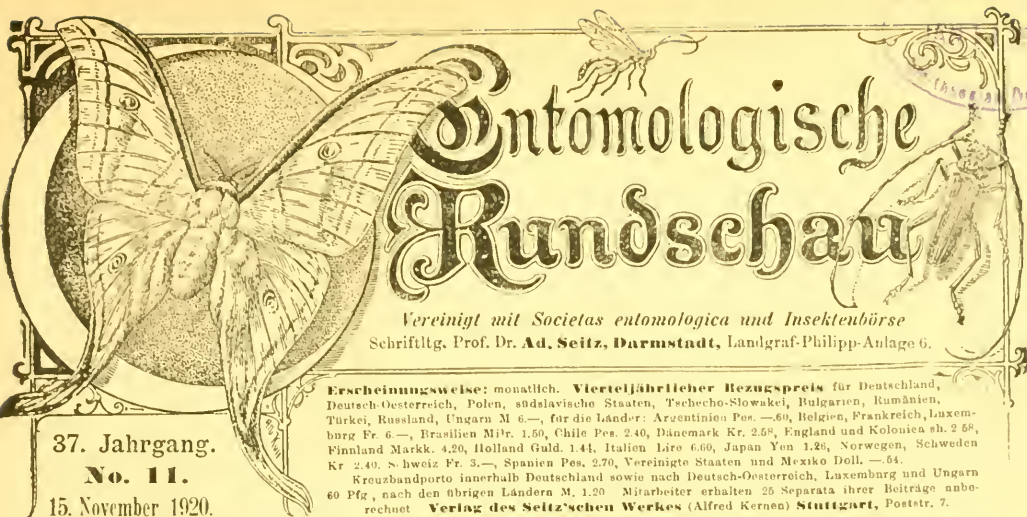 Entomologische
Rundschau
Vereinigt mit Societas entomologica und Insektenbörse
Schriftltg. Prof. Dr. Ad. Seitz, Darmstadt, Landgraf-Philipp-Anlage 6.
37. Jahrgang.
No. 11.
15. November 1920.
Erscheinungsweise: monatlich. Vierteljährlicher Bezugspreis für Deutschland,
Deutsch-Oesterreich, Polen, südslavische Staaten, Tschecho-Slowakei, Bulgarien, Rumänien,
Türkei, Russland, Ungarn M 6.—, für die Länder: Argentinien Pes. —.60, Belgien, Frankreich, Luxem-
burg Fr. 6.—, Brasilien Milr. 1.50, Chile Pes. 2.40, Dänemark Kr. 2.58, England und Kolonien sh. 2 58,
Finnland Markk. 4.20, Holland Guld. 1.44, Italien Lire 6.60, Japan Yen 1.26, Norwegen, Schweden
Kr 2.40, Schweiz Fr. 3.—, Spanien Pes. 2.70, Vereinigte Staaten und Mexiko Doll. —.54.
Kreuzbandporto innerhalb Deutschland sowie nach Deutsch-Oesterreich, Luxemburg und Ungarn
60 Pfg., nach den übrigen Ländern M. 1.20 Mitarbeiter erhalten 25 Separata ihrer Beiträge unbe-
rechnet Verlag des Seitz'schen Werkes (Alfred Kernen) Stuttgart, Poststr. 7.